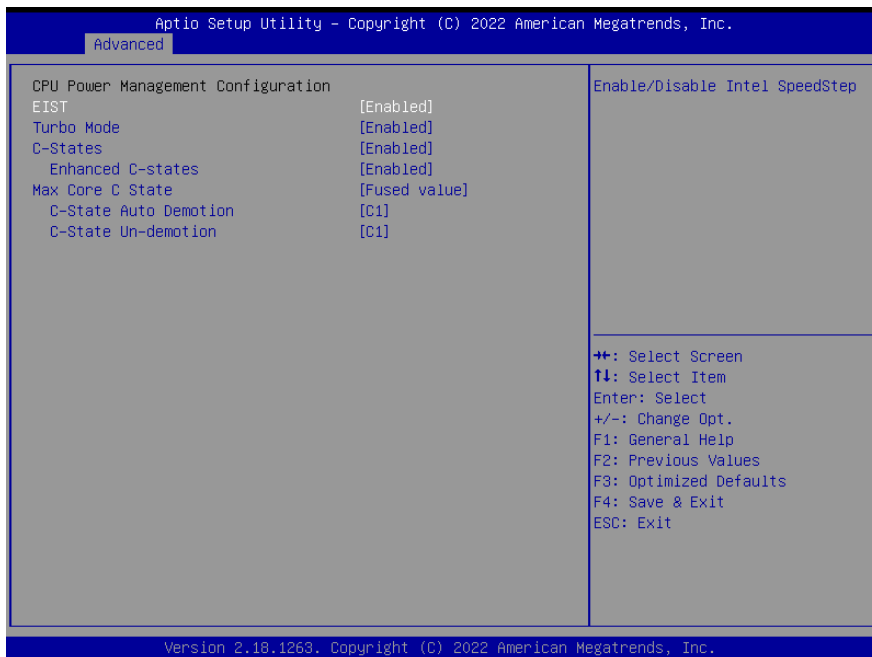 Aptio Setup Utility – Copyright (C) 2022 American Megatrends, Inc.
Advanced
CPU Power Management Configuration
EIST [Enabled]
Turbo Mode [Enabled]
C-States [Enabled]
Enhanced C-states [Enabled]
Max Core C State [Fused value]
C-State Auto Demotion [C1]
C-State Un-demotion [C1]
Enable/Disable Intel SpeedStep
→←: Select Screen
↑↓: Select Item
Enter: Select
+/-: Change Opt.
F1: General Help
F2: Previous Values
F3: Optimized Defaults
F4: Save & Exit
ESC: Exit
Version 2.18.1263. Copyright (C) 2022 American Megatrends, Inc.